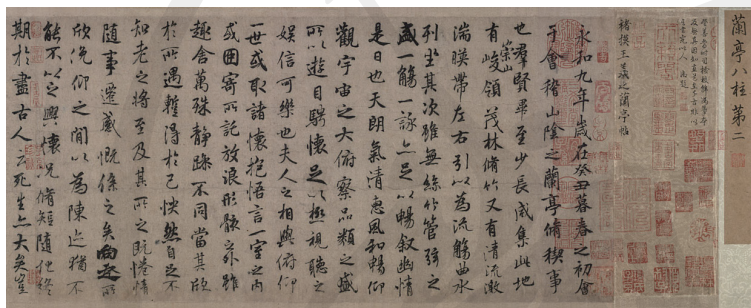 蘭亭八柱第二
褚摸王羲之蘭亭帖
永和九年歲在癸丑暮春之初會
于會稽山陰之蘭亭脩稧事
也群賢畢至少長咸集此地
有崇山峻領茂林脩竹又有清流激
湍暎帶左右引以為流觴曲水
列坐其次雖無絲竹管弦之
盛一觴一詠亦足以暢叙幽情
是日也天朗氣清惠風和暢仰
觀宇宙之大俯察品類之盛
所以遊目騁懷足以極視聽之
娛信可樂也夫人之相與俯仰
一世或取諸懷抱悟言一室之內
或因寄所託放浪形骸之外雖
趣舍萬殊靜躁不同當其欣
於所遇暫得於己怏然自足不
知老之將至及其所之既惓情
隨事遷感慨係之矣向之所
欣俛仰之間以為陳迹猶不
能不以之興懷況脩短隨化終
期於盡古人云死生亦大矣豈